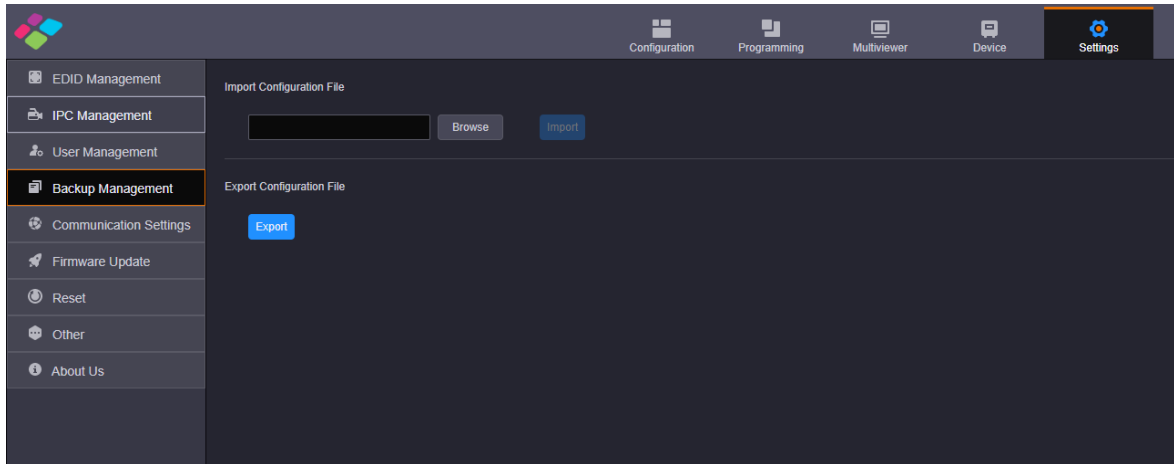 Configuration
Programming
Multiviewer
Device
Settings
EDID Management
IPC Management
User Management
Backup Management
Communication Settings
Firmware Update
Reset
Other
About Us
Import Configuration File
Browse
Import
Export Configuration File
Export